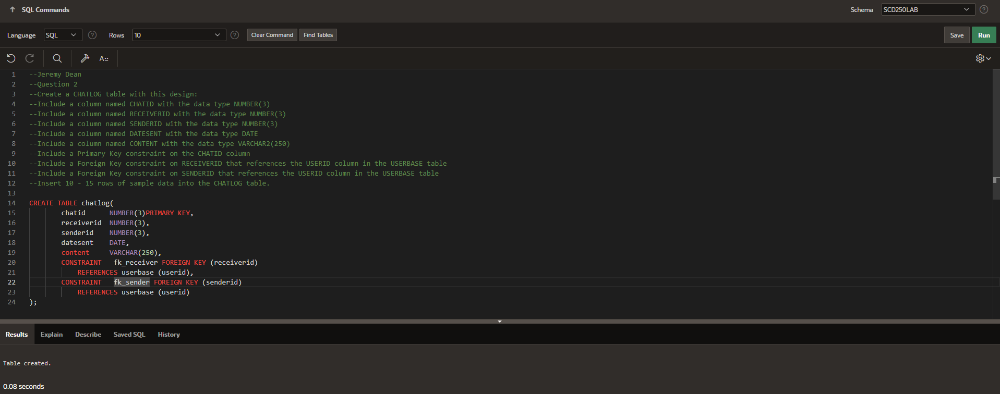 SQL Commands
Schema SCD250LAB
Language SQL Rows 10 Clear Command Find Tables Save Run
A::
1 --Jeremy Dean
2 --Question 2
3 --Create a CHATLOG table with this design:
4 --Include a column named CHATID with the data type NUMBER(3)
5 --Include a column named RECEIVERID with the data type NUMBER(3)
6 --Include a column named SENDERID with the data type NUMBER(3)
7 --Include a column named DATESENT with the data type DATE
8 --Include a column named CONTENT with the data type VARCHAR2(250)
9 --Include a Primary Key constraint on the CHATID column
10 --Include a Foreign Key constraint on RECEIVERID that references the USERID column in the USERBASE table
11 --Include a Foreign Key constraint on SENDERID that references the USERID column in the USERBASE table
12 --Insert 10 - 15 rows of sample data into the CHATLOG table.
13
14 CREATE TABLE chatlog(
15 chatid NUMBER(3)PRIMARY KEY,
16 receiverid NUMBER(3),
17 senderid NUMBER(3),
18 datesent DATE,
19 content VARCHAR(250),
20 CONSTRAINT fk_receiver FOREIGN KEY (receiverid)
21 REFERENCES userbase (userid),
22 CONSTRAINT fk_sender FOREIGN KEY (senderid)
23 REFERENCES userbase (userid)
24 );
Results Explain Describe Saved SQL History
Table created.
0.08 seconds